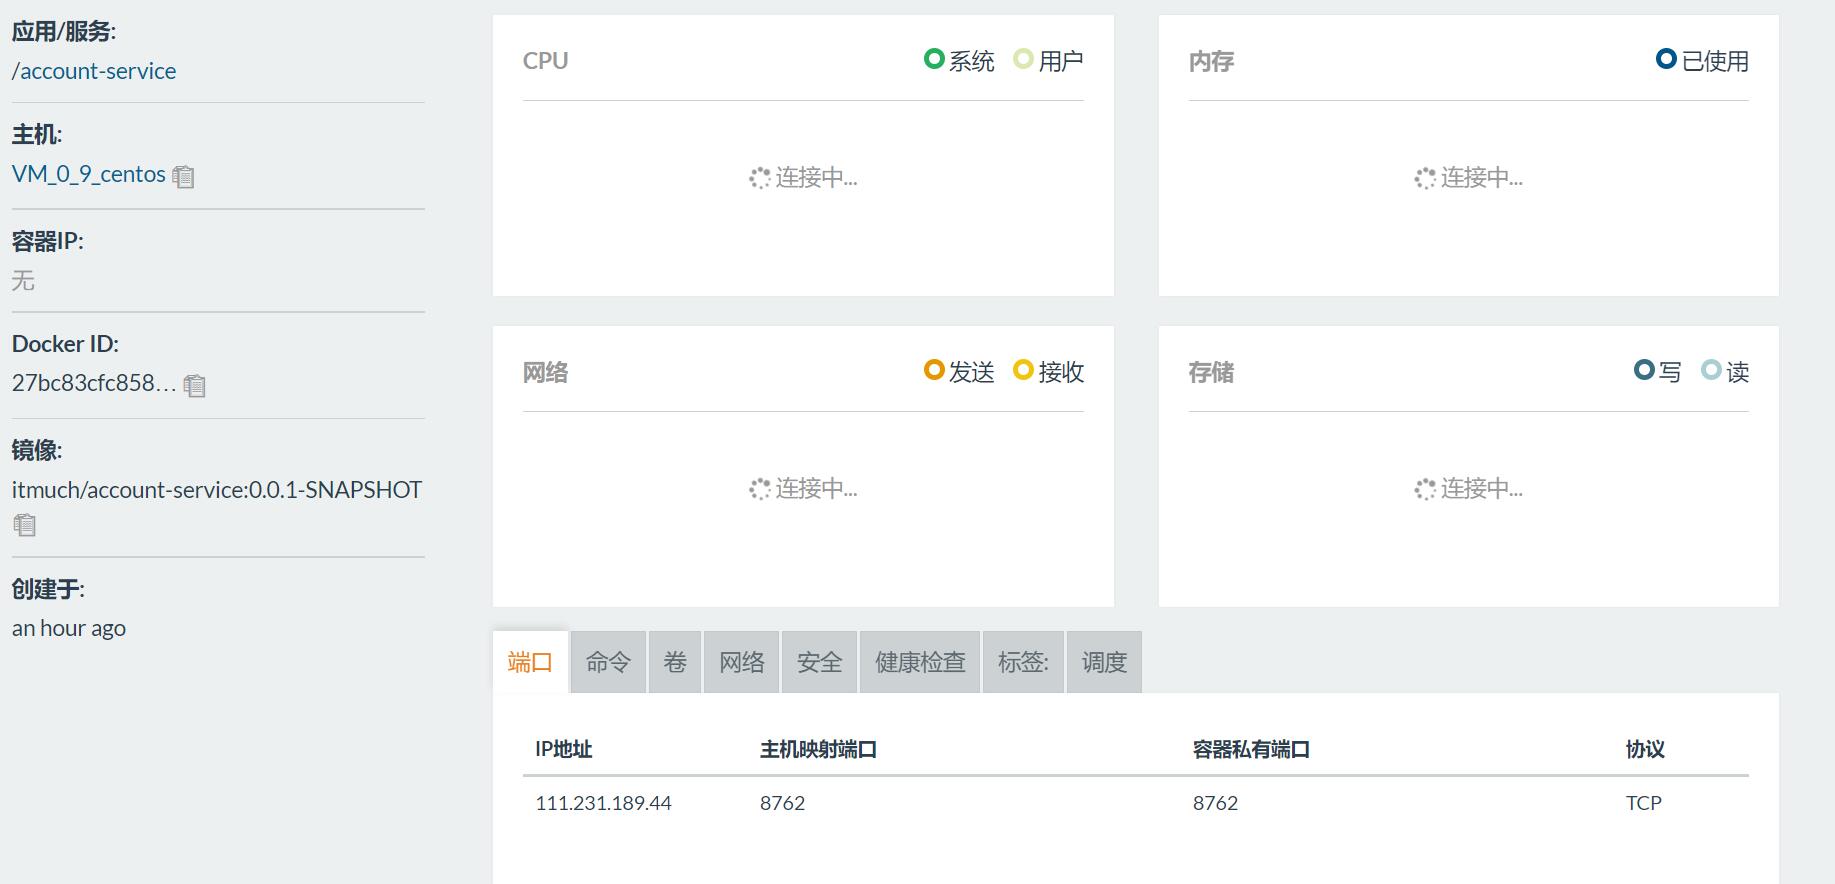 应用/服务:
/account-service
主机:
VM_0_9_centos
容器IP:
无
Docker ID:
27bc83cfc858…
镜像:
itmuch/account-service:0.0.1-SNAPSHOT
创建于:
an hour ago
CPU 系统 用户
连接中...
内存 已使用
连接中...
网络 发送 接收
连接中...
存储 写 读
连接中...
端口 命令 卷 网络 安全 健康检查 标签: 调度
IP地址 主机映射端口 容器私有端口 协议
111.231.189.44 8762 8762 TCP